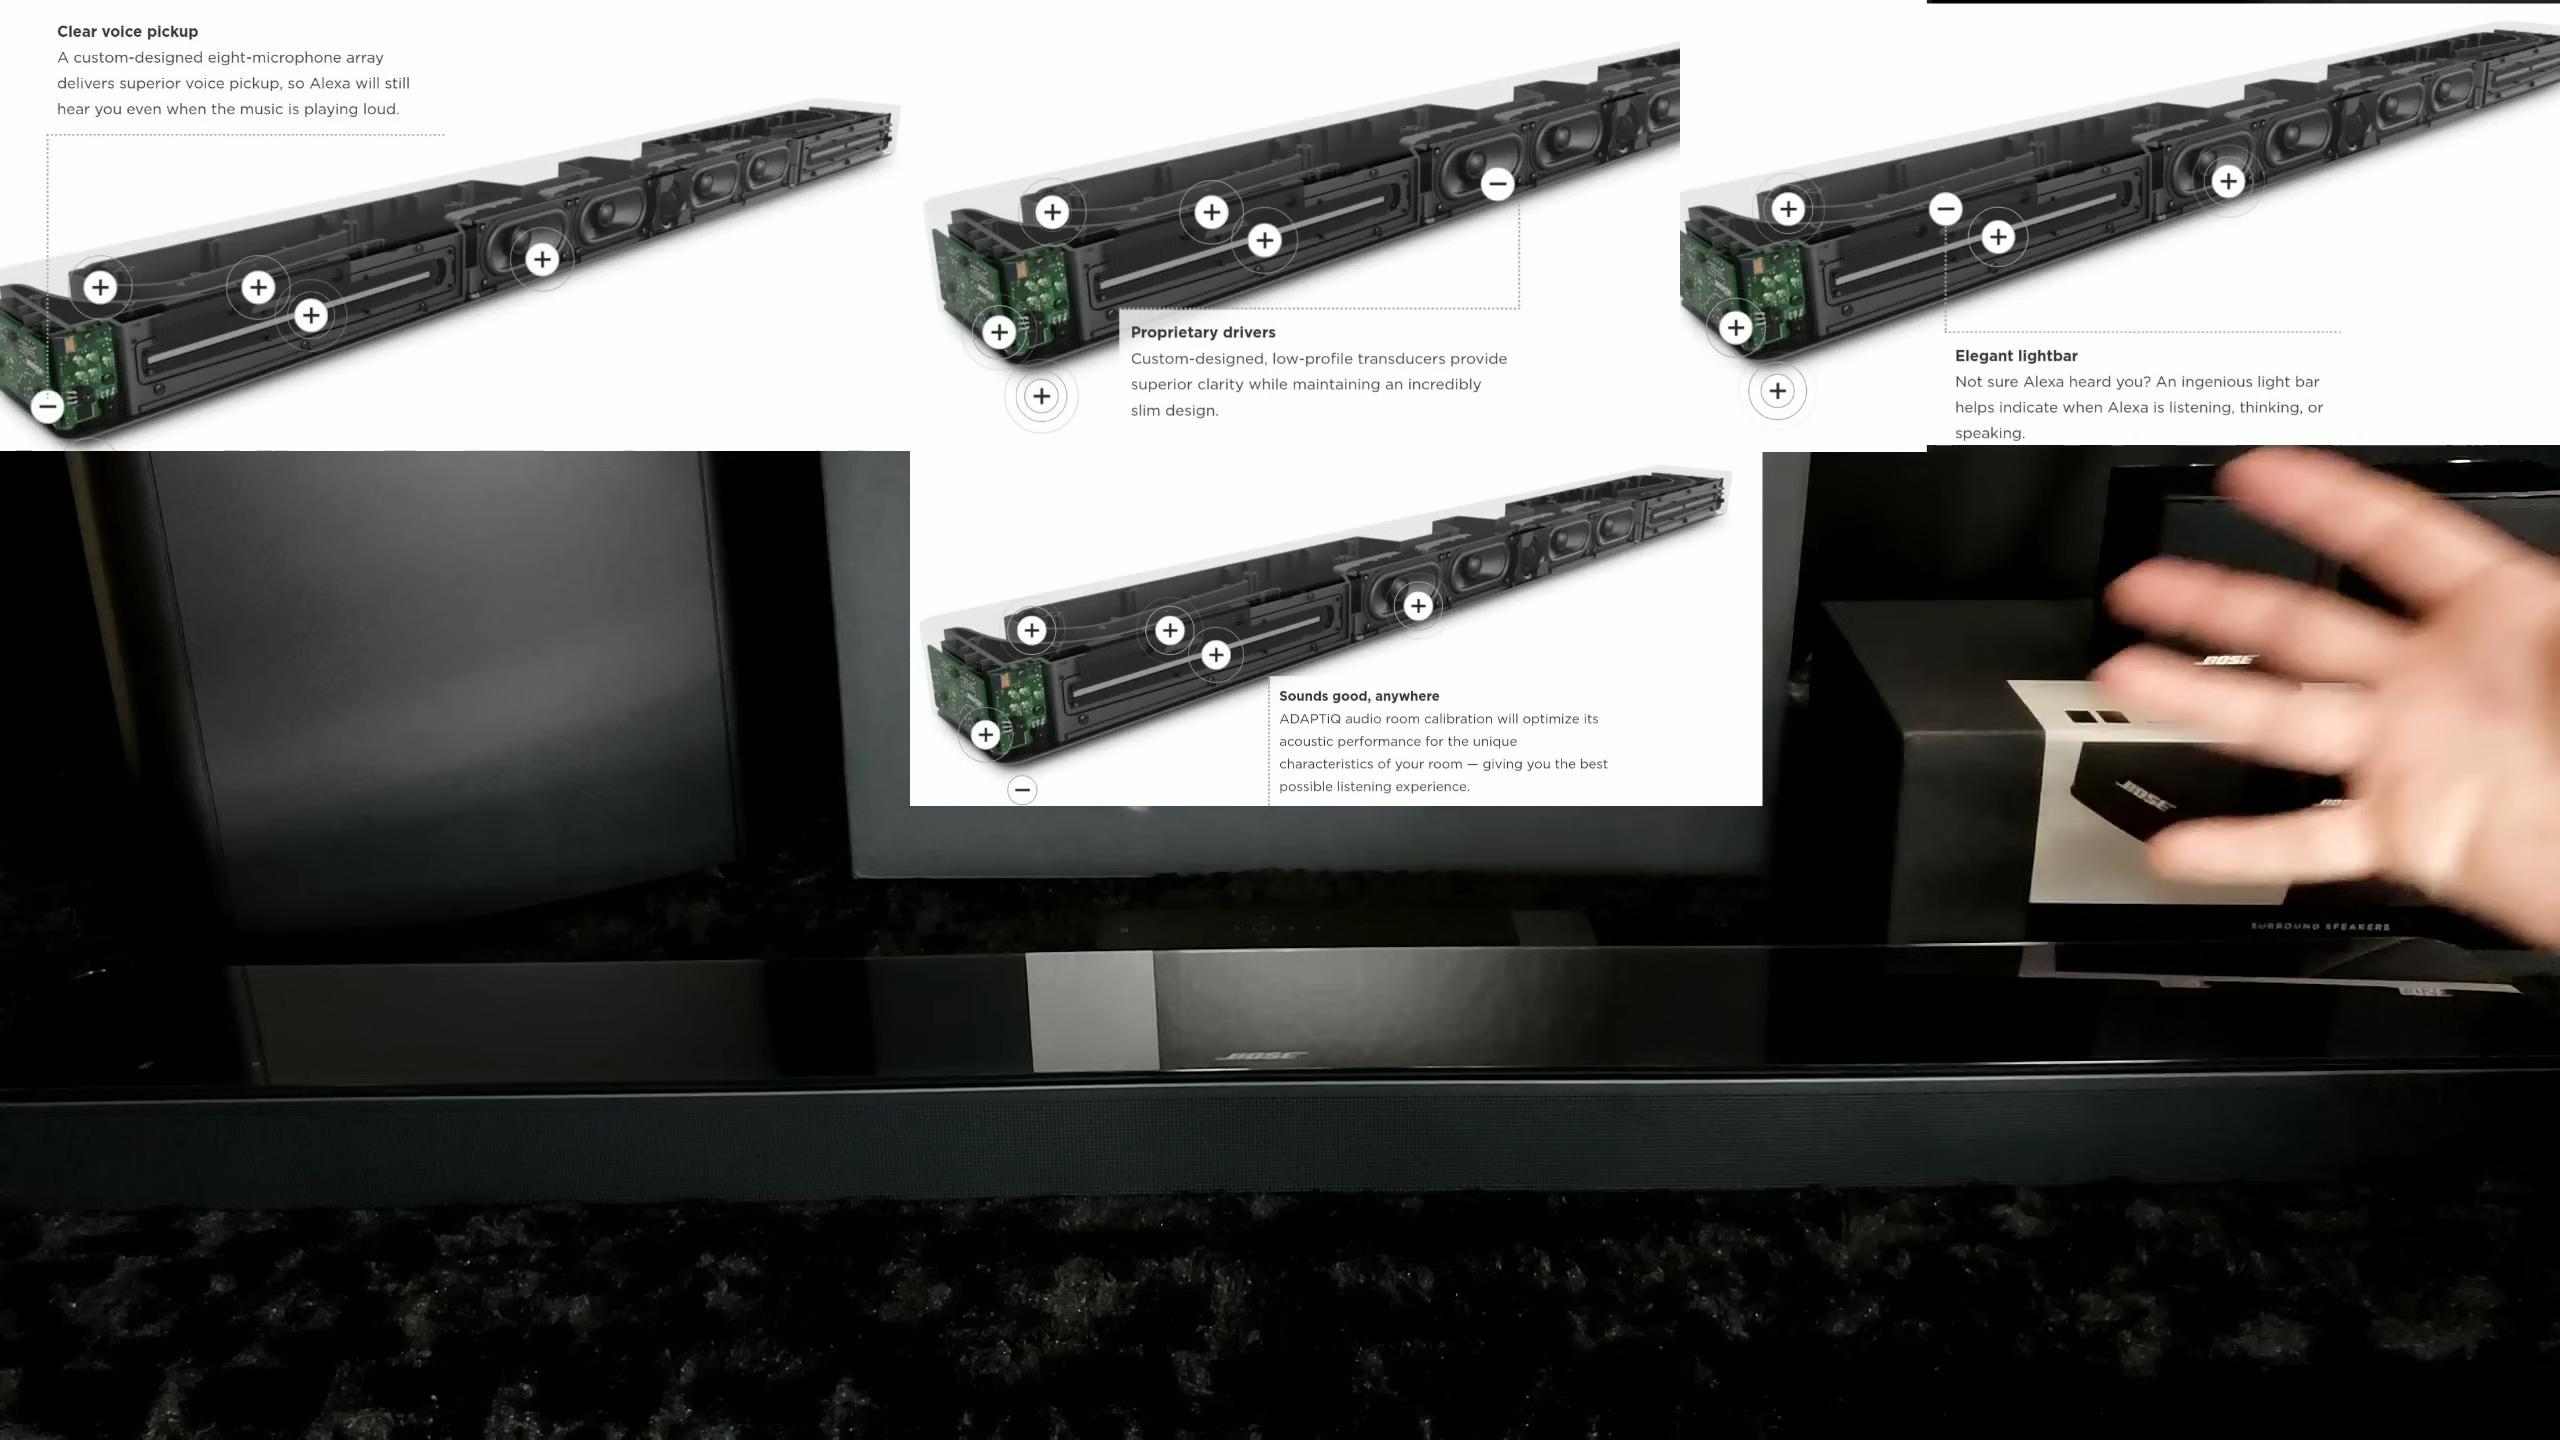 Clear voice pickup
A custom-designed eight-microphone array
delivers superior voice pickup, so Alexa will still
hear you even when the music is playing loud.
Proprietary drivers
Custom-designed, low-profile transducers provide
superior clarity while maintaining an incredibly
slim design.
Elegant lightbar
Not sure Alexa heard you? An ingenious light bar
helps indicate when Alexa is listening, thinking, or
speaking.
Sounds good, anywhere
ADAPTiQ audio room calibration will optimize its
acoustic performance for the unique
characteristics of your room — giving you the best
possible listening experience.
BOSE
BOSE
SURROUND SPEAKERS
BOSE
BOSE